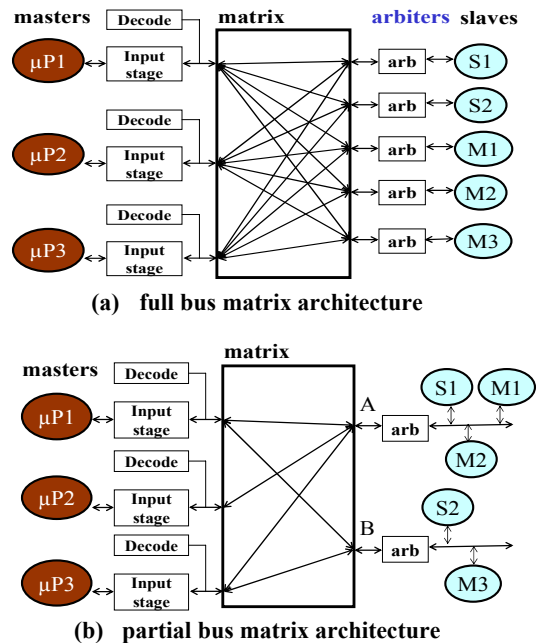 masters
Decode
matrix
arbiters
slaves
µP1
Input stage
arb
S1
Decode
arb
S2
µP2
Input stage
arb
M1
arb
M2
Decode
µP3
Input stage
arb
M3
(a) full bus matrix architecture
matrix
masters
Decode
S1
M1
µP1
Input stage
A
arb
M2
Decode
µP2
Input stage
S2
Decode
B
arb
µP3
Input stage
M3
(b) partial bus matrix architecture